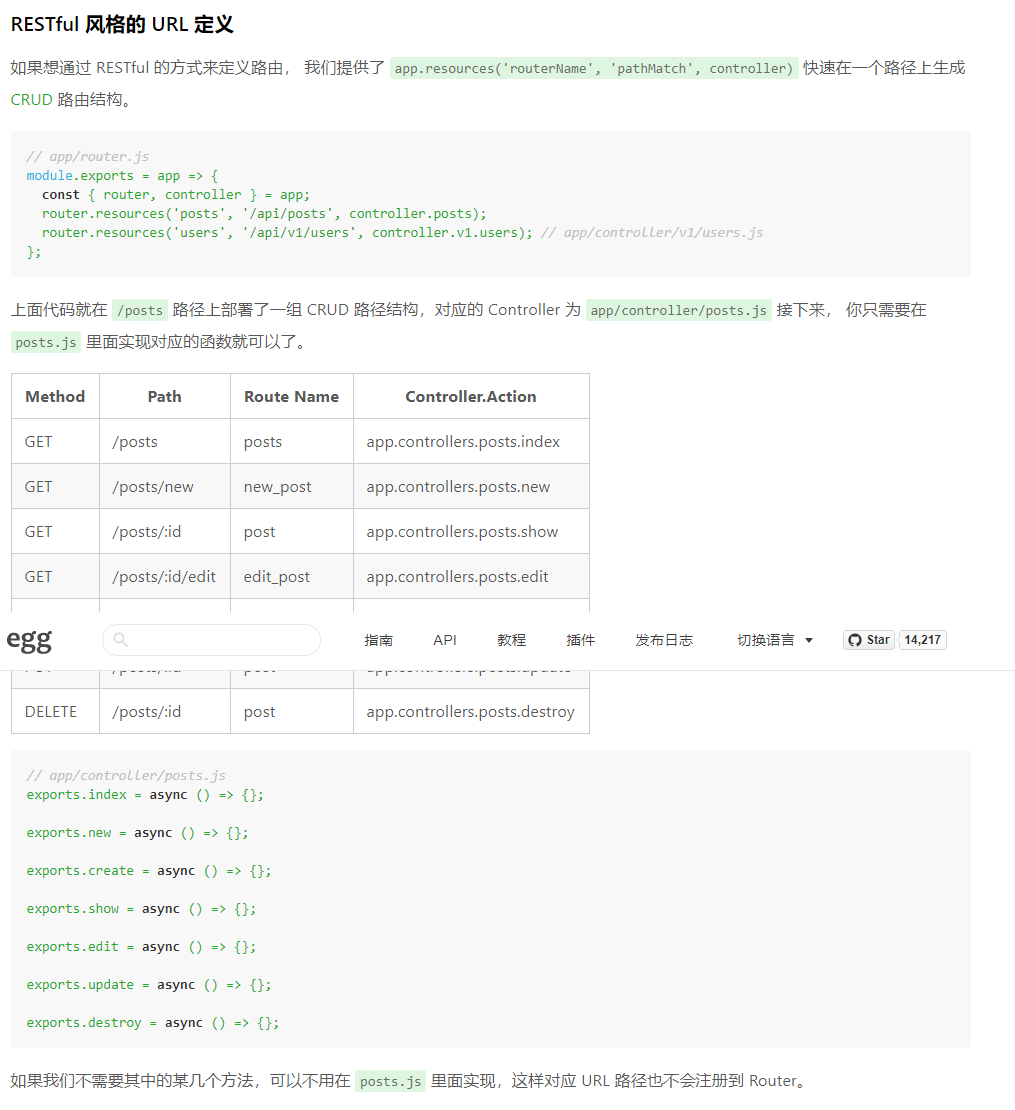 RESTful 风格的 URL 定义
如果想通过 RESTful 的方式来定义路由， 我们提供了 app.resources('routerName', 'pathMatch', controller) 快速在一个路径上生成
CRUD 路由结构。
// app/router.js
module.exports = app => {
  const { router, controller } = app;
  router.resources('posts', '/api/posts', controller.posts);
  router.resources('users', '/api/v1/users', controller.v1.users); // app/controller/v1/users.js
};
上面代码就在 /posts 路径上部署了一组 CRUD 路径结构，对应的 Controller 为 app/controller/posts.js 接下来， 你只需要在
posts.js 里面实现对应的函数就可以了。
Method Path Route Name Controller.Action
GET /posts posts app.controllers.posts.index
GET /posts/new new_post app.controllers.posts.new
GET /posts/:id post app.controllers.posts.show
GET /posts/:id/edit edit_post app.controllers.posts.edit
egg 指南 API 教程 插件 发布日志 切换语言 Star 14,217
DELETE /posts/:id post app.controllers.posts.destroy
// app/controller/posts.js
exports.index = async () => {};
exports.new = async () => {};
exports.create = async () => {};
exports.show = async () => {};
exports.edit = async () => {};
exports.update = async () => {};
exports.destroy = async () => {};
如果我们不需要其中的某几个方法，可以不用在 posts.js 里面实现，这样对应 URL 路径也不会注册到 Router。